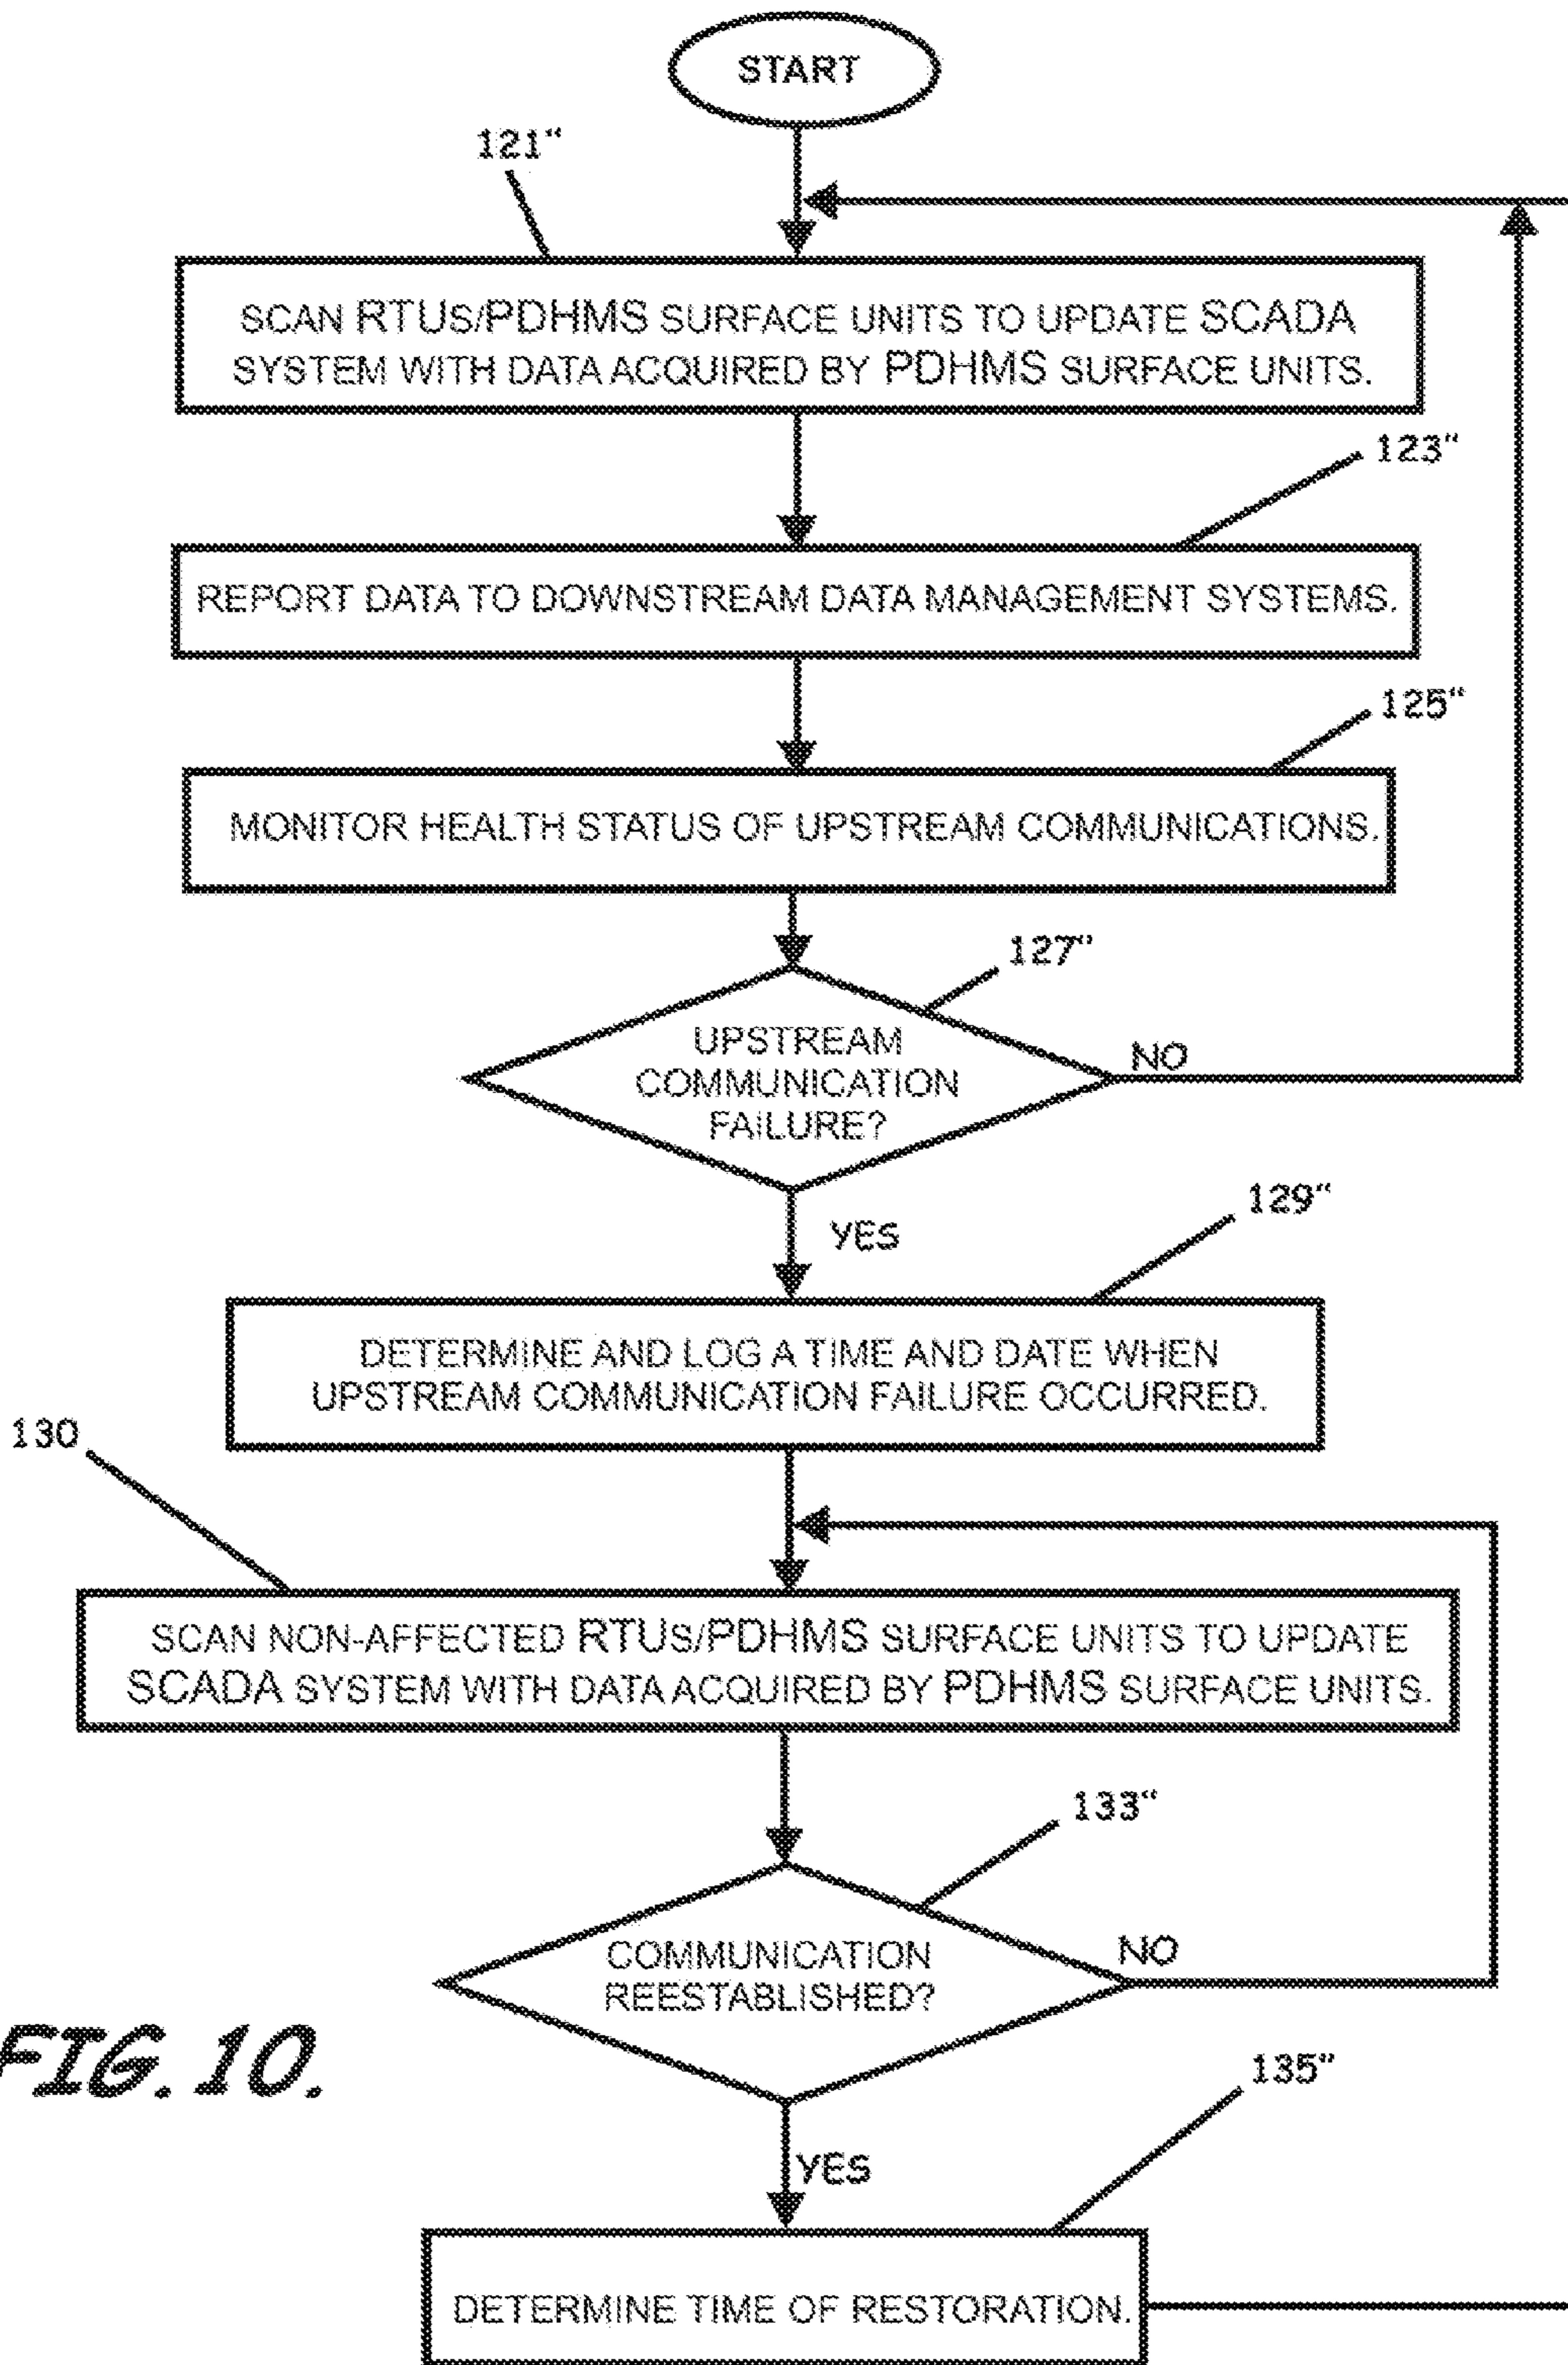 START
121"
SCAN RTUs/PDHMS SURFACE UNITS TO UPDATE SCADA
SYSTEM WITH DATA ACQUIRED BY PDHMS SURFACE UNITS.
123"
REPORT DATA TO DOWNSTREAM DATA MANAGEMENT SYSTEMS.
125"
MONITOR HEALTH STATUS OF UPSTREAM COMMUNICATIONS.
127"
UPSTREAM
COMMUNICATION
FAILURE?
NO
YES
129"
DETERMINE AND LOG A TIME AND DATE WHEN
UPSTREAM COMMUNICATION FAILURE OCCURRED.
130
SCAN NON-AFFECTED RTUs/PDHMS SURFACE UNITS TO UPDATE
SCADA SYSTEM WITH DATA ACQUIRED BY PDHMS SURFACE UNITS.
133"
COMMUNICATION
REESTABLISHED?
NO
FIG. 10.
135"
YES
DETERMINE TIME OF RESTORATION.